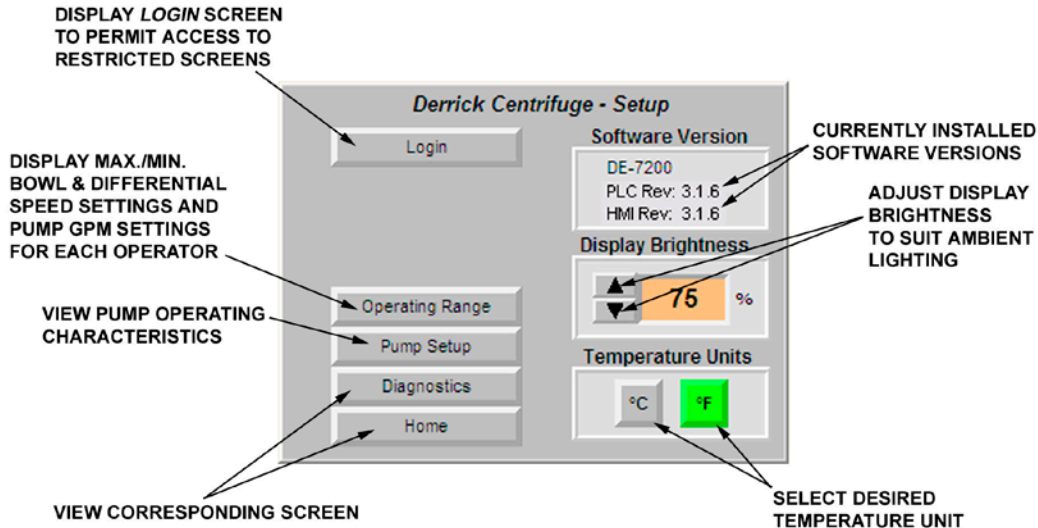 DISPLAY LOGIN SCREEN
TO PERMIT ACCESS TO
RESTRICTED SCREENS
DISPLAY MAX./MIN.
BOWL & DIFFERENTIAL
SPEED SETTINGS AND
PUMP GPM SETTINGS
FOR EACH OPERATOR
VIEW PUMP OPERATING
CHARACTERISTICS
VIEW CORRESPONDING SCREEN
Derrick Centrifuge - Setup
Login
Operating Range
Pump Setup
Diagnostics
Home
Software Version
DE-7200
PLC Rev: 3.1.6
HMI Rev: 3.1.6
Display Brightness
75 %
Temperature Units
°C °F
CURRENTLY INSTALLED
SOFTWARE VERSIONS
ADJUST DISPLAY
BRIGHTNESS
TO SUIT AMBIENT
LIGHTING
SELECT DESIRED
TEMPERATURE UNIT